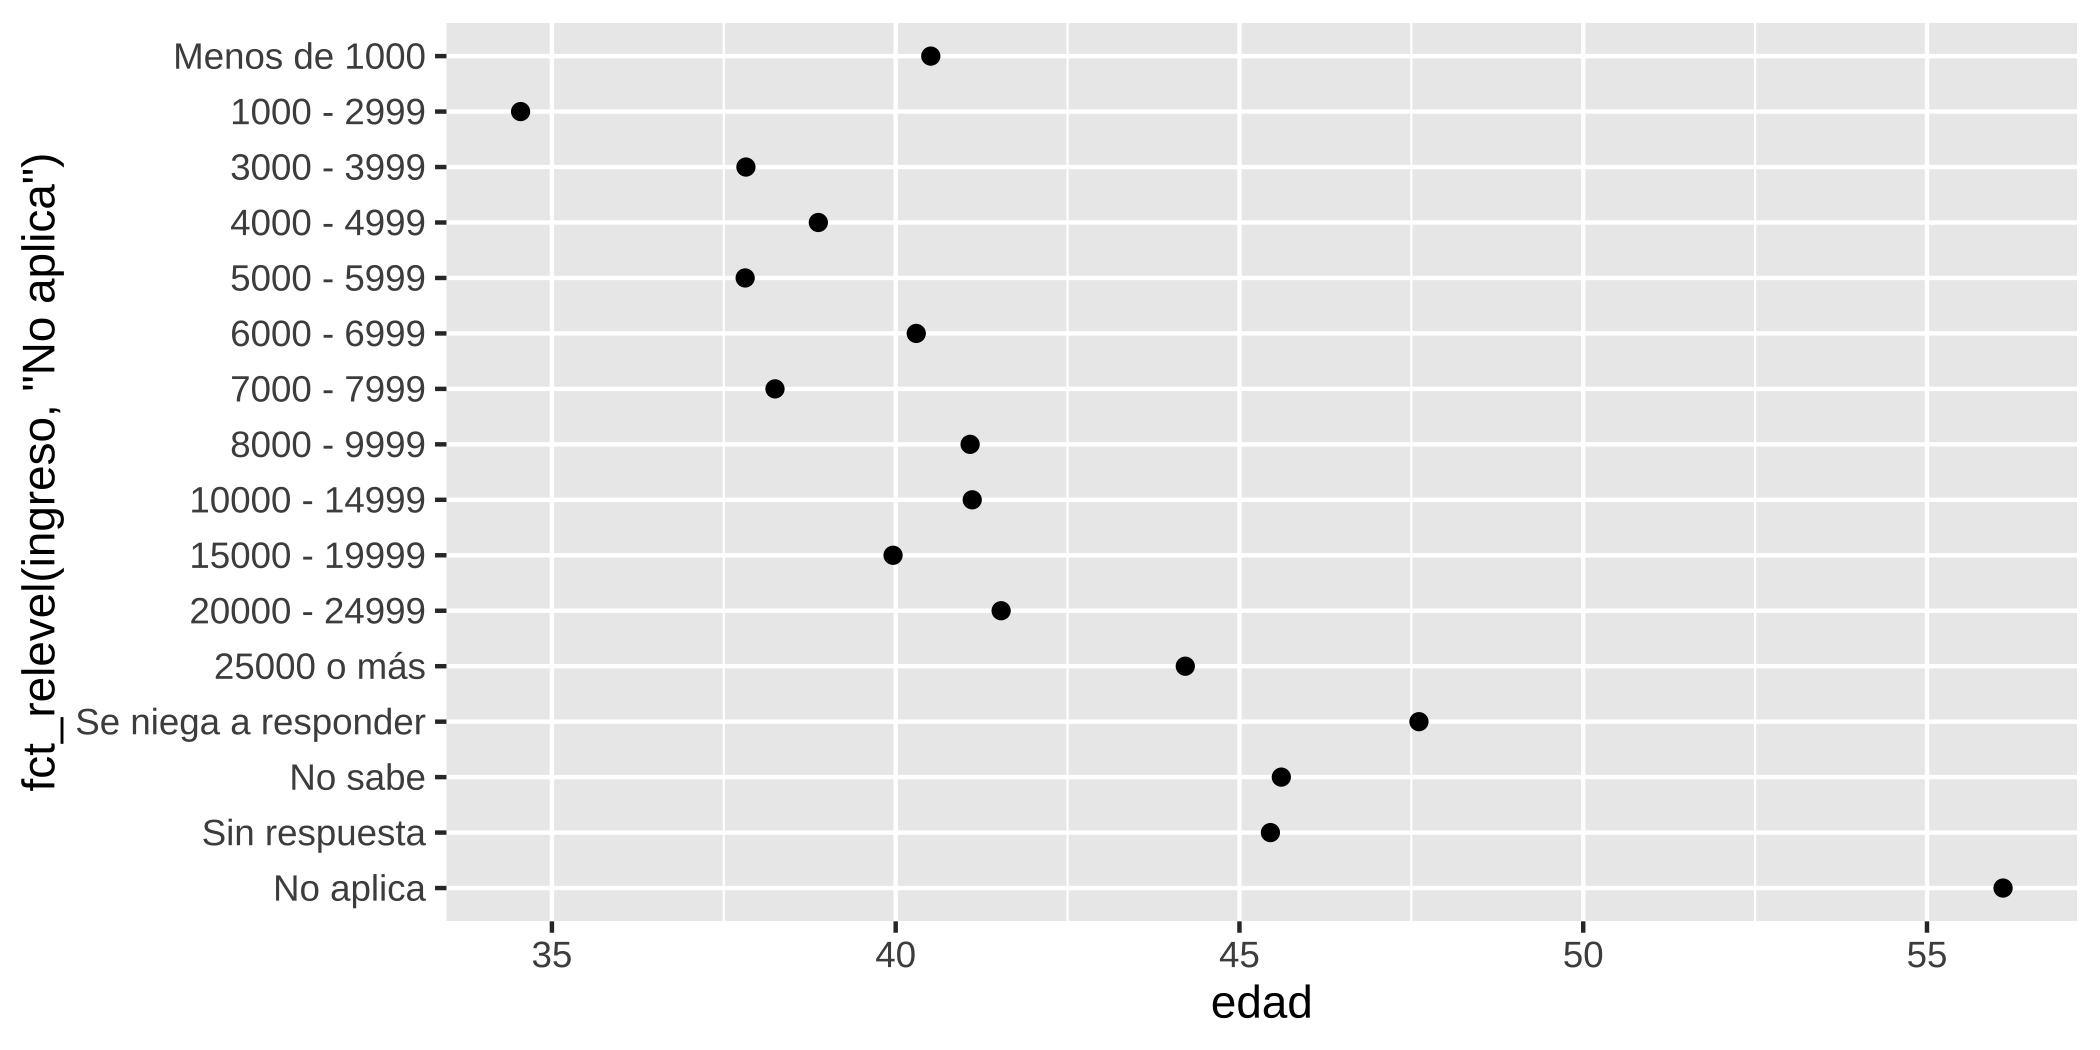 fct_relevel(ingreso, "No aplica")
Menos de 1000
1000 - 2999
3000 - 3999
4000 - 4999
5000 - 5999
6000 - 6999
7000 - 7999
8000 - 9999
10000 - 14999
15000 - 19999
20000 - 24999
25000 o más
Se niega a responder
No sabe
Sin respuesta
No aplica
35 40 45 50 55
edad